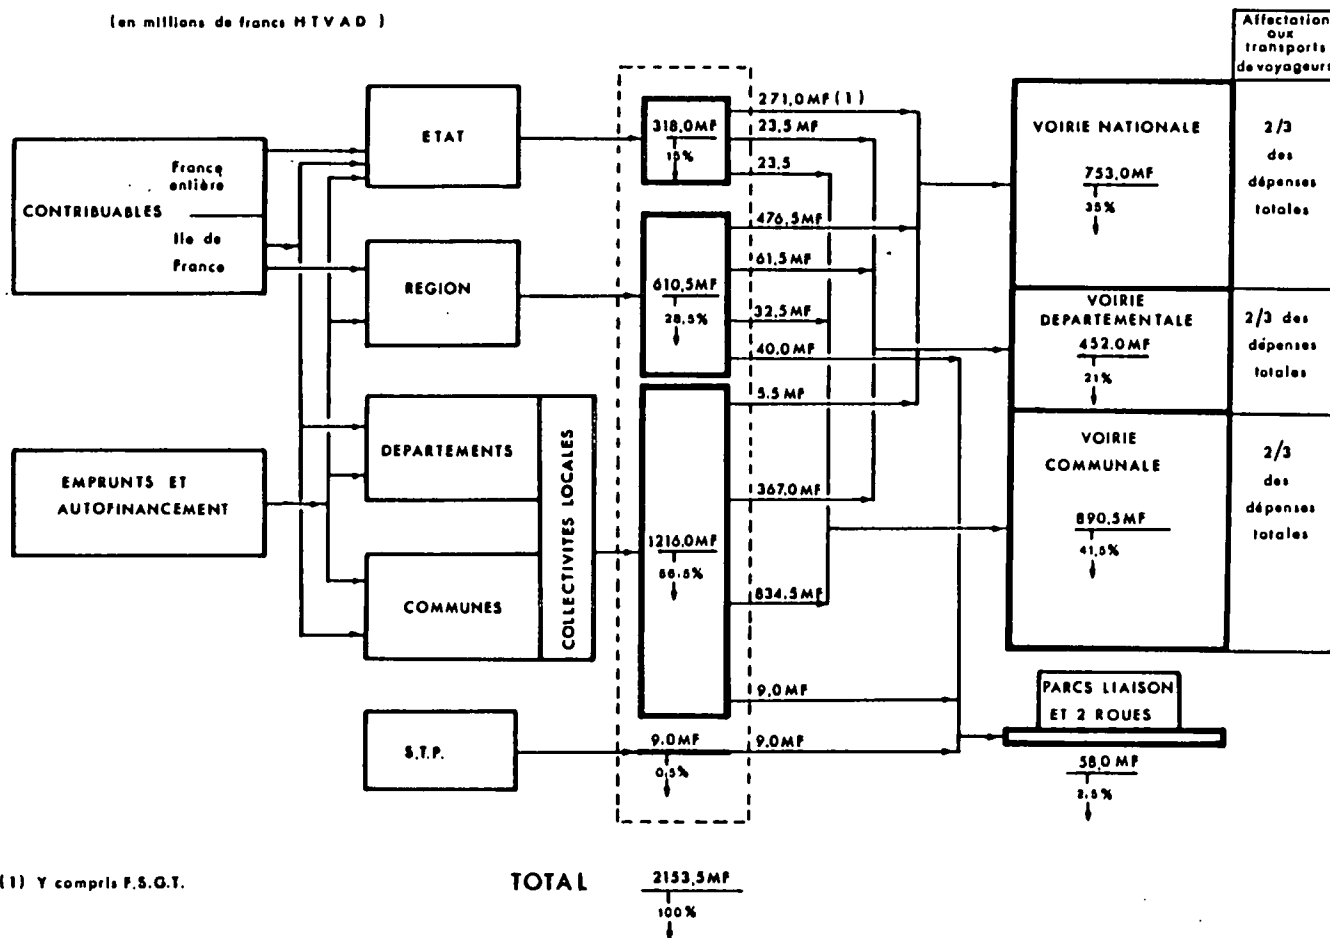 (en millions de francs HTVAD )
Affectation
aux
transports
de voyageurs
CONTRIBUABLES
France
entière
Ile de
France
EMPRUNTS ET
AUTOFINANCEMENT
ETAT
REGION
DEPARTEMENTS
COMMUNES
COLLECTIVITES LOCALES
S.T.P.
318,0MF
15%
610,5MF
28,5%
1216,0MF
56,5%
9.0MF
0,5%
271,0MF(1)
23,5 MF
23,5
476,5MF
61,5MF
32,5MF
40,0MF
5.5MF
367,0MF
834,5MF
9,0MF
9,0MF
VOIRIE NATIONALE
753,0MF
35%
2/3
des
dépenses
totales
VOIRIE
DEPARTEMENTALE
452.0MF
21%
2/3 des
dépenses
totales
VOIRIE
COMMUNALE
890,5MF
41,5%
2/3
des
dépenses
totales
PARCS LIAISON
ET 2 ROUES
58,0MF
2,5%
(1) Y compris F.S.G.T.
TOTAL
2153,5MF
100%